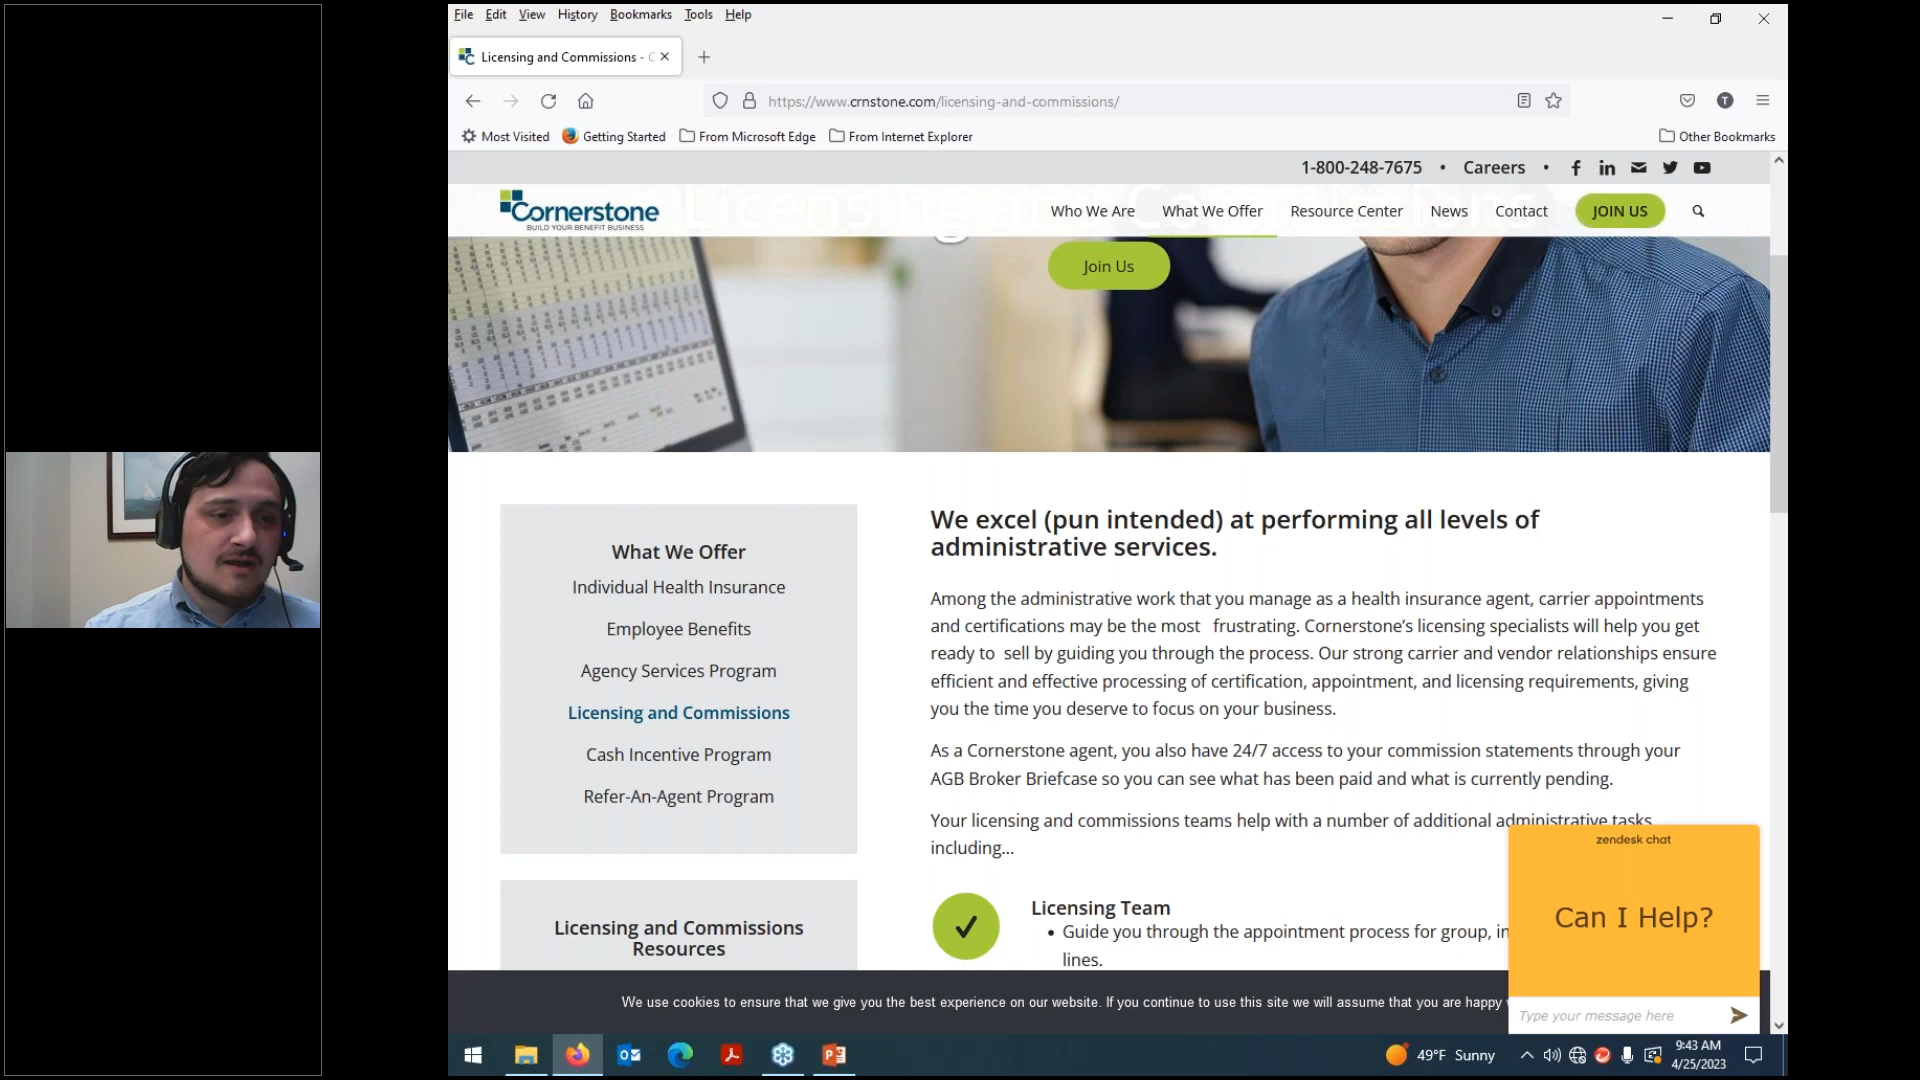 File Edit View History Bookmarks Tools Help
Licensing and Commissions - C
https://www.crnstone.com/licensing-and-commissions/
T
Most Visited Getting Started From Microsoft Edge From Internet Explorer Other Bookmarks
1-800-248-7675 • Careers •
Licensing and Commissions
Cornerstone
BUILD YOUR BENEFIT BUSINESS
Who We Are What We Offer Resource Center News Contact JOIN US
Join Us
What We Offer
Individual Health Insurance
Employee Benefits
Agency Services Program
Licensing and Commissions
Cash Incentive Program
Refer-An-Agent Program
Licensing and Commissions
Resources
We excel (pun intended) at performing all levels of
administrative services.
Among the administrative work that you manage as a health insurance agent, carrier appointments
and certifications may be the most frustrating. Cornerstone’s licensing specialists will help you get
ready to sell by guiding you through the process. Our strong carrier and vendor relationships ensure
efficient and effective processing of certification, appointment, and licensing requirements, giving
you the time you deserve to focus on your business.
As a Cornerstone agent, you also have 24/7 access to your commission statements through your
AGB Broker Briefcase so you can see what has been paid and what is currently pending.
Your licensing and commissions teams help with a number of additional administrative tasks
including...
Licensing Team
• Guide you through the appointment process for group, in
lines.
zendesk chat
Can I Help?
Type your message here
We use cookies to ensure that we give you the best experience on our website. If you continue to use this site we will assume that you are happy
49°F Sunny
9:43 AM
4/25/2023